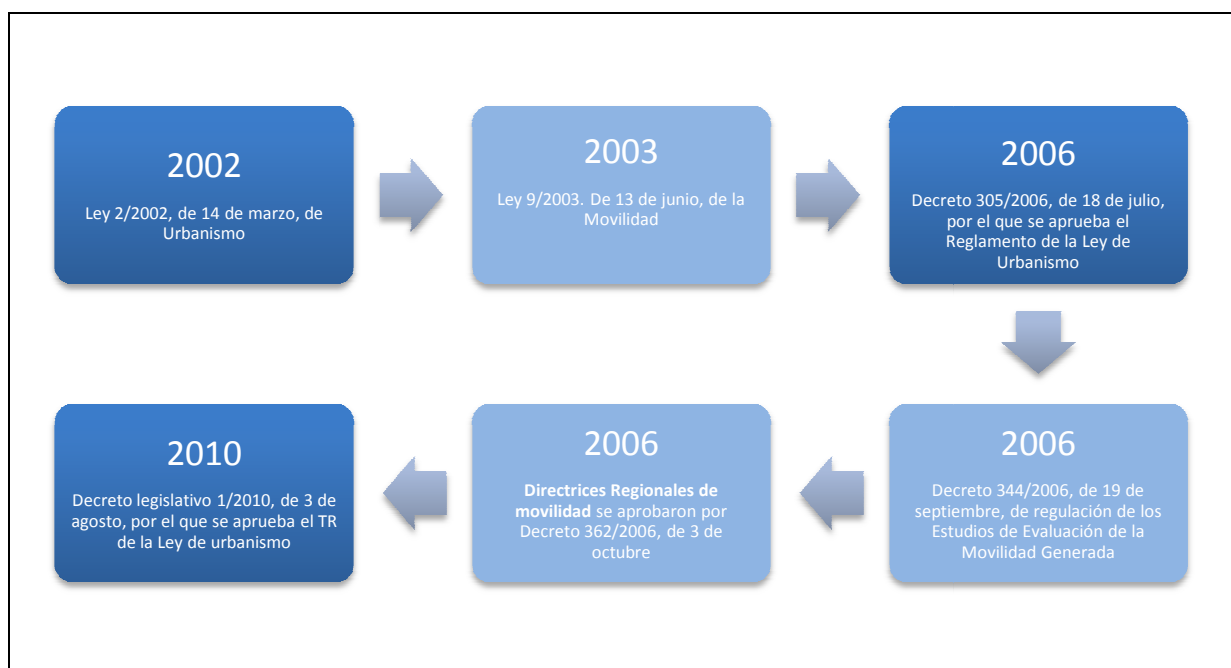 2002
Ley 2/2002, de 14 de marzo, de
Urbanismo
2003
Ley 9/2003. De 13 de junio, de la
Movilidad
2006
Decreto 305/2006, de 18 de julio,
por el que se aprueba el
Reglamento de la Ley de
Urbanismo
2006
Decreto 344/2006, de 19 de
septiembre, de regulación de los
Estudios de Evaluación de la
Movilidad Generada
2006
Directrices Regionales de
movilidad se aprobaron por
Decreto 362/2006, de 3 de
octubre
2010
Decreto legislativo 1/2010, de 3 de
agosto, por el que se aprueba el TR
de la Ley de urbanismo